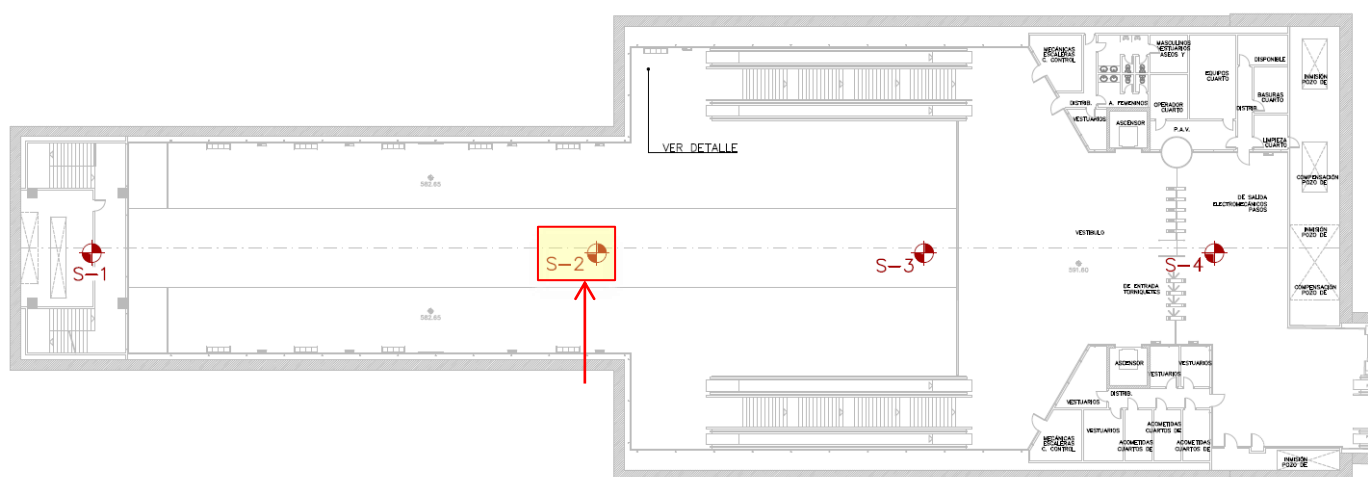 MECÁNICAS
ESCALERAS
C. CONTROL
MASCULINOS
VESTUARIOS
ASEOS Y
EQUIPOS
CUARTO
DISPONIBLE
INMISIÓN
POZO DE
OPERADOR
CUARTO
BASURAS
CUARTO
DISTRIB.
A. FEMENINOS
DISTRIB.
VESTUARIOS
ASCENSOR
P.A.V.
LIMPIEZA
CUARTO
VER DETALLE
582.65
COMPENSACIÓN
POZO DE
DE SALIDA
ELECTROMECÁNICOS
PASOS
VESTIBULO
INMISIÓN
POZO DE
S-1
S-2
S-3
S-4
581.80
DE ENTRADA
TORNIQUETES
COMPENSACIÓN
POZO DE
582.65
ASCENSOR
VESTUARIOS
VESTUARIOS
DISTRIB.
VESTUARIOS
MECÁNICAS
ESCALERAS
C. CONTROL
VESTUARIOS
ACOMETIDAS
CUARTOS DE
ACOMETIDAS
CUARTOS DE
ACOMETIDAS
CUARTOS DE
INMISIÓN
POZO DE